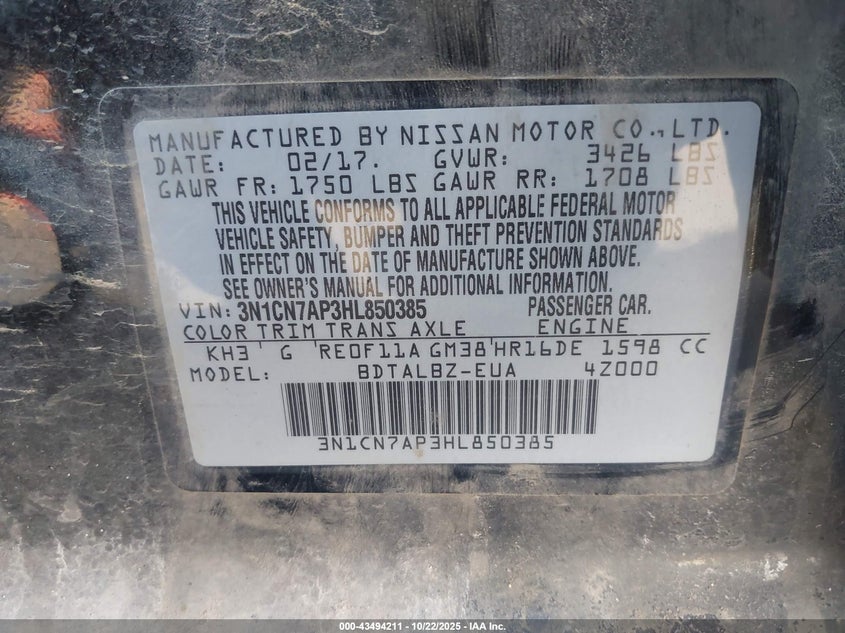 MANUFACTURED BY NISSAN MOTOR CO., LTD.
DATE: 02/17. GVWR: 3426 LBS
GAWR FR: 1750 LBS GAWR RR: 1708 LBS
THIS VEHICLE CONFORMS TO ALL APPLICABLE FEDERAL MOTOR
VEHICLE SAFETY, BUMPER AND THEFT PREVENTION STANDARDS
IN EFFECT ON THE DATE OF MANUFACTURE SHOWN ABOVE.
SEE OWNER'S MANUAL FOR ADDITIONAL INFORMATION.
VIN: 3N1CN7AP3HL850385 PASSENGER CAR.
COLOR TRIM TRANS AXLE ENGINE
KH3 G RE0F11A GM38 HR16DE 1598 CC
MODEL: BDTALBZ-EUA 4Z000
3N1CN7AP3HL850385
000-43494211 - 10/22/2025 - IAA Inc.